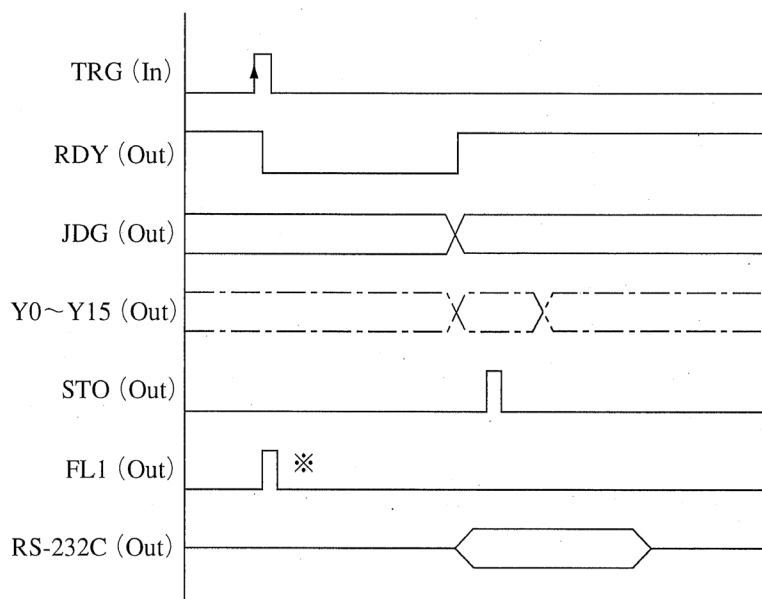 TRG (In)
RDY (Out)
JDG (Out)
Y0～Y15 (Out)
STO (Out)
FL1 (Out) ※
RS-232C (Out)